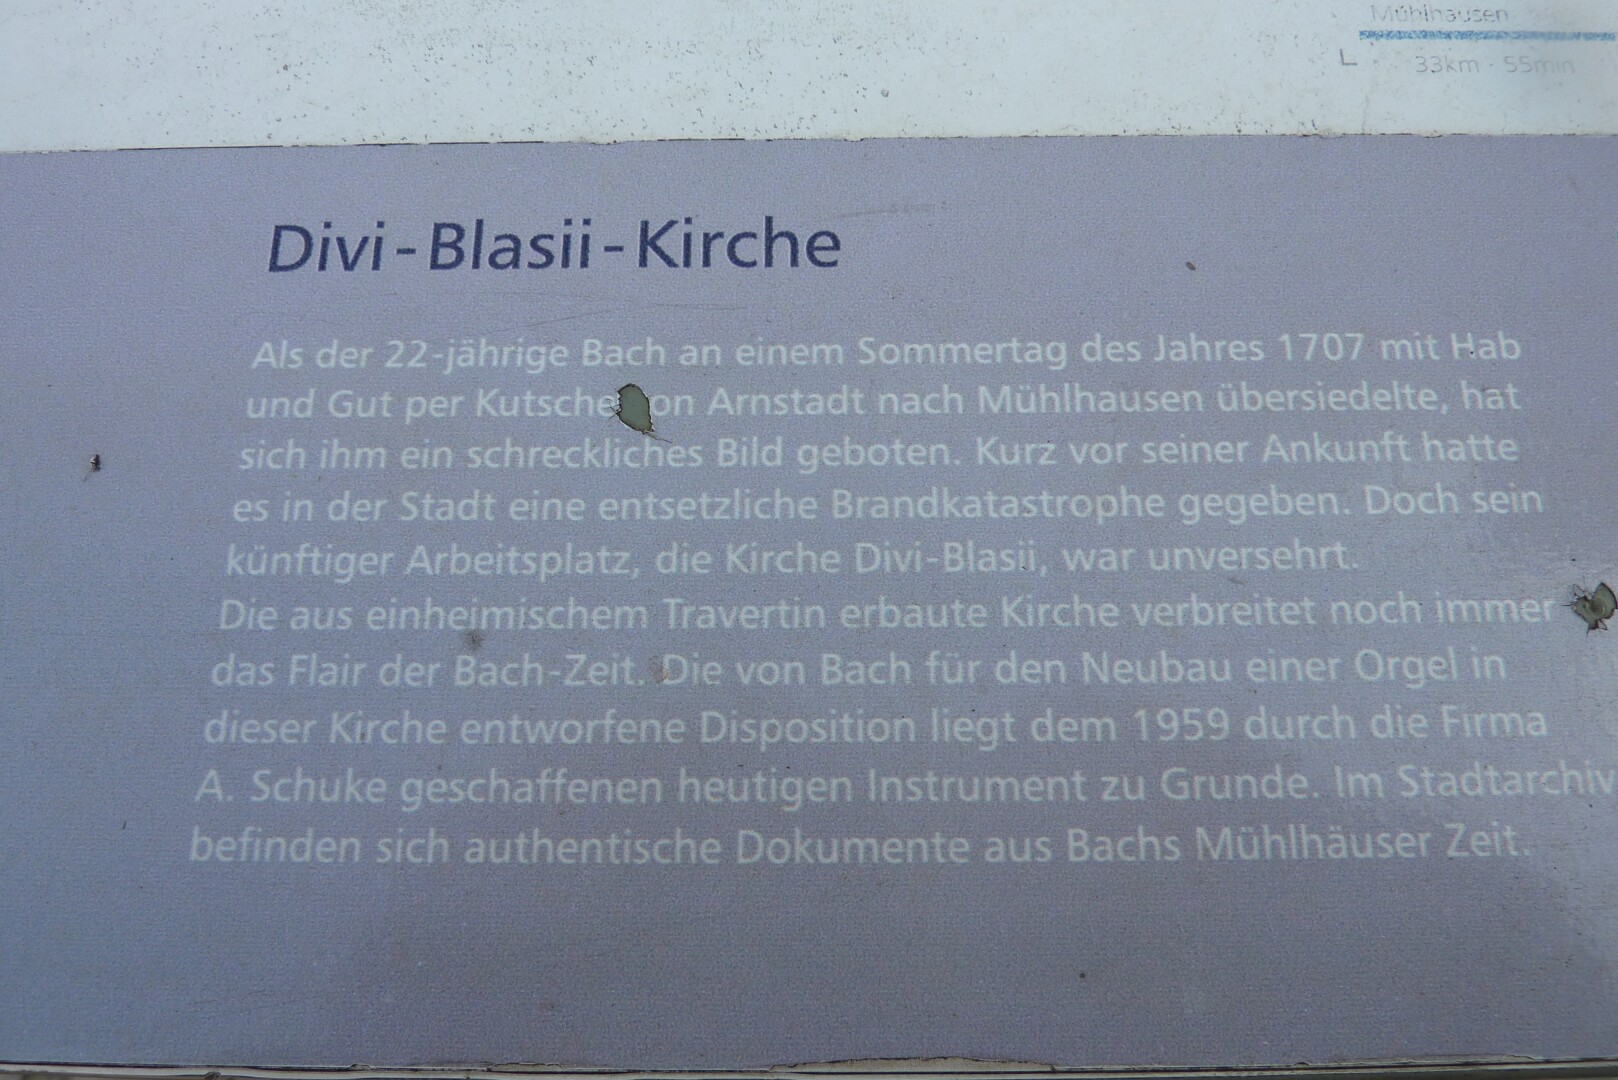 Mühlhausen
33km · 55min
Divi-Blasii-Kirche
Als der 22-jährige Bach an einem Sommertag des Jahres 1707 mit Hab
und Gut per Kutsche on Arnstadt nach Mühlhausen übersiedelte, hat
sich ihm ein schreckliches Bild geboten. Kurz vor seiner Ankunft hatte
es in der Stadt eine entsetzliche Brandkatastrophe gegeben. Doch sein
künftiger Arbeitsplatz, die Kirche Divi-Blasii, war unversehrt.
Die aus einheimischem Travertin erbaute Kirche verbreitet noch immer
das Flair der Bach-Zeit. Die von Bach für den Neubau einer Orgel in
dieser Kirche entworfene Disposition liegt dem 1959 durch die Firma
A. Schuke geschaffenen heutigen Instrument zu Grunde. Im Stadtarchiv
befinden sich authentische Dokumente aus Bachs Mühlhäuser Zeit.